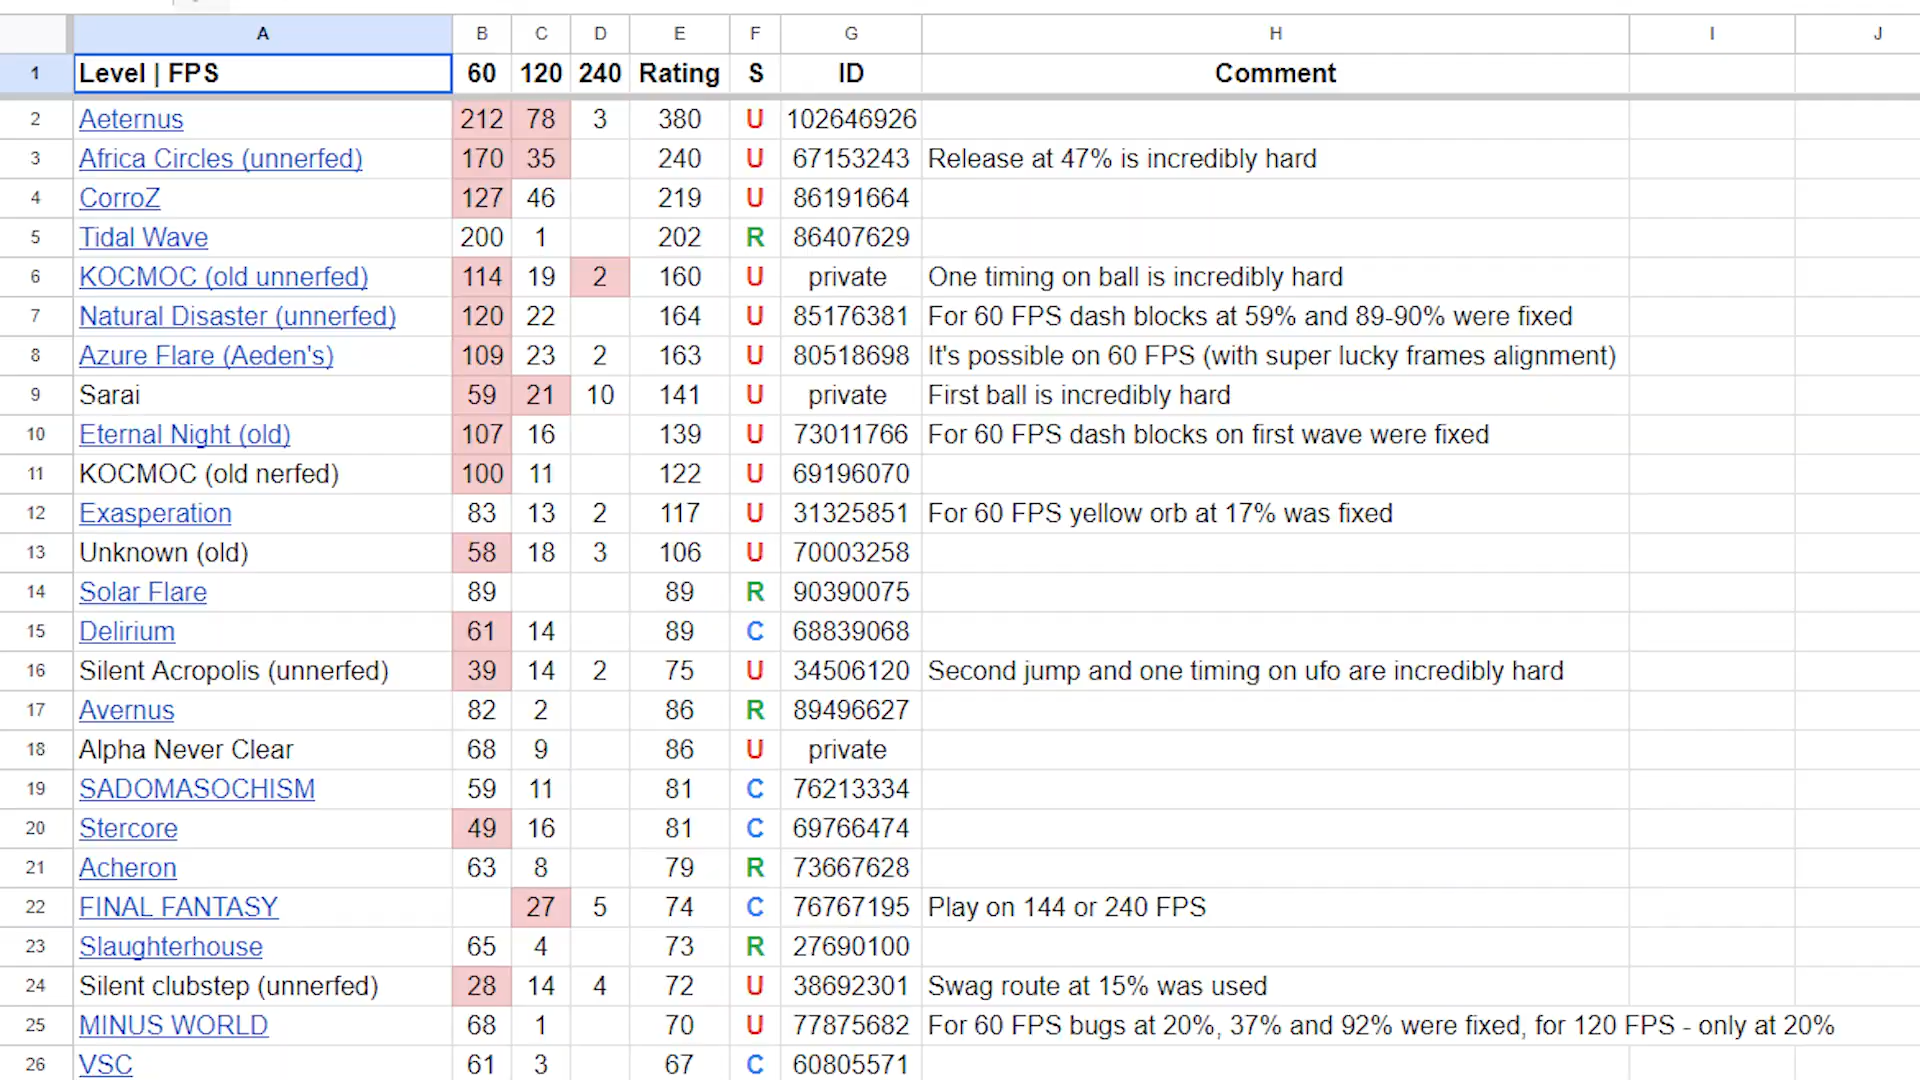 A B C D E F G H I J
1 Level | FPS 60 120 240 Rating S ID Comment
2 Aeternus 212 78 3 380 U 102646926
3 Africa Circles (unnerfed) 170 35 240 U 67153243 Release at 47% is incredibly hard
4 CorroZ 127 46 219 U 86191664
5 Tidal Wave 200 1 202 R 86407629
6 KOCMOC (old unnerfed) 114 19 2 160 U private One timing on ball is incredibly hard
7 Natural Disaster (unnerfed) 120 22 164 U 85176381 For 60 FPS dash blocks at 59% and 89-90% were fixed
8 Azure Flare (Aeden's) 109 23 2 163 U 80518698 It's possible on 60 FPS (with super lucky frames alignment)
9 Sarai 59 21 10 141 U private First ball is incredibly hard
10 Eternal Night (old) 107 16 139 U 73011766 For 60 FPS dash blocks on first wave were fixed
11 KOCMOC (old nerfed) 100 11 122 U 69196070
12 Exasperation 83 13 2 117 U 31325851 For 60 FPS yellow orb at 17% was fixed
13 Unknown (old) 58 18 3 106 U 70003258
14 Solar Flare 89 89 R 90390075
15 Delirium 61 14 89 C 68839068
16 Silent Acropolis (unnerfed) 39 14 2 75 U 34506120 Second jump and one timing on ufo are incredibly hard
17 Avernus 82 2 86 R 89496627
18 Alpha Never Clear 68 9 86 U private
19 SADOMASOCHISM 59 11 81 C 76213334
20 Stercore 49 16 81 C 69766474
21 Acheron 63 8 79 R 73667628
22 FINAL FANTASY 27 5 74 C 76767195 Play on 144 or 240 FPS
23 Slaughterhouse 65 4 73 R 27690100
24 Silent clubstep (unnerfed) 28 14 4 72 U 38692301 Swag route at 15% was used
25 MINUS WORLD 68 1 70 U 77875682 For 60 FPS bugs at 20%, 37% and 92% were fixed, for 120 FPS - only at 20%
26 VSC 61 3 67 C 60805571